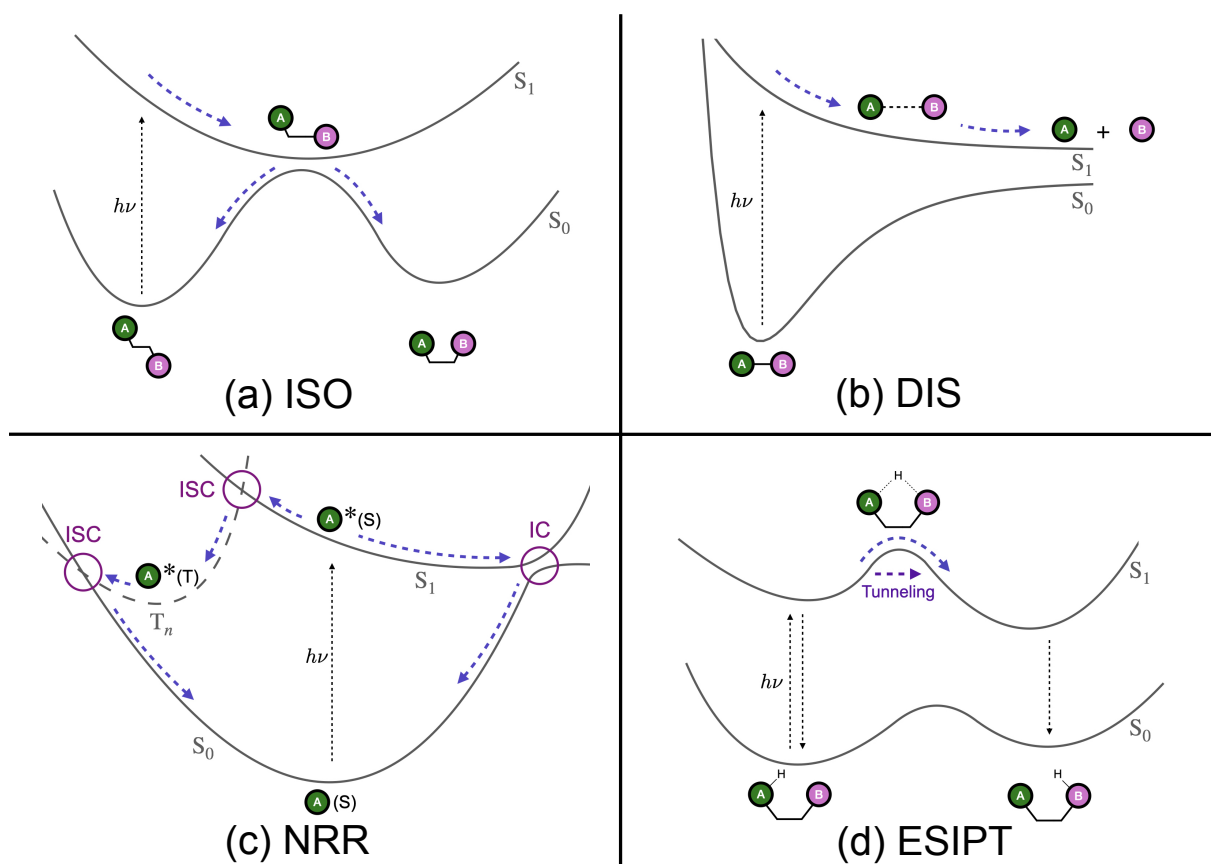 S₁
A
B
hν
S₀
A
B
A
B
(a) ISO
A
B
A
+
B
S₁
S₀
hν
A
B
(b) DIS
ISC
A *(S)
IC
ISC
A *(T)
S₁
Tₙ
hν
S₀
A (S)
(c) NRR
H
A
B
S₁
Tunneling
hν
S₀
H
A
B
H
A
B
(d) ESIPT